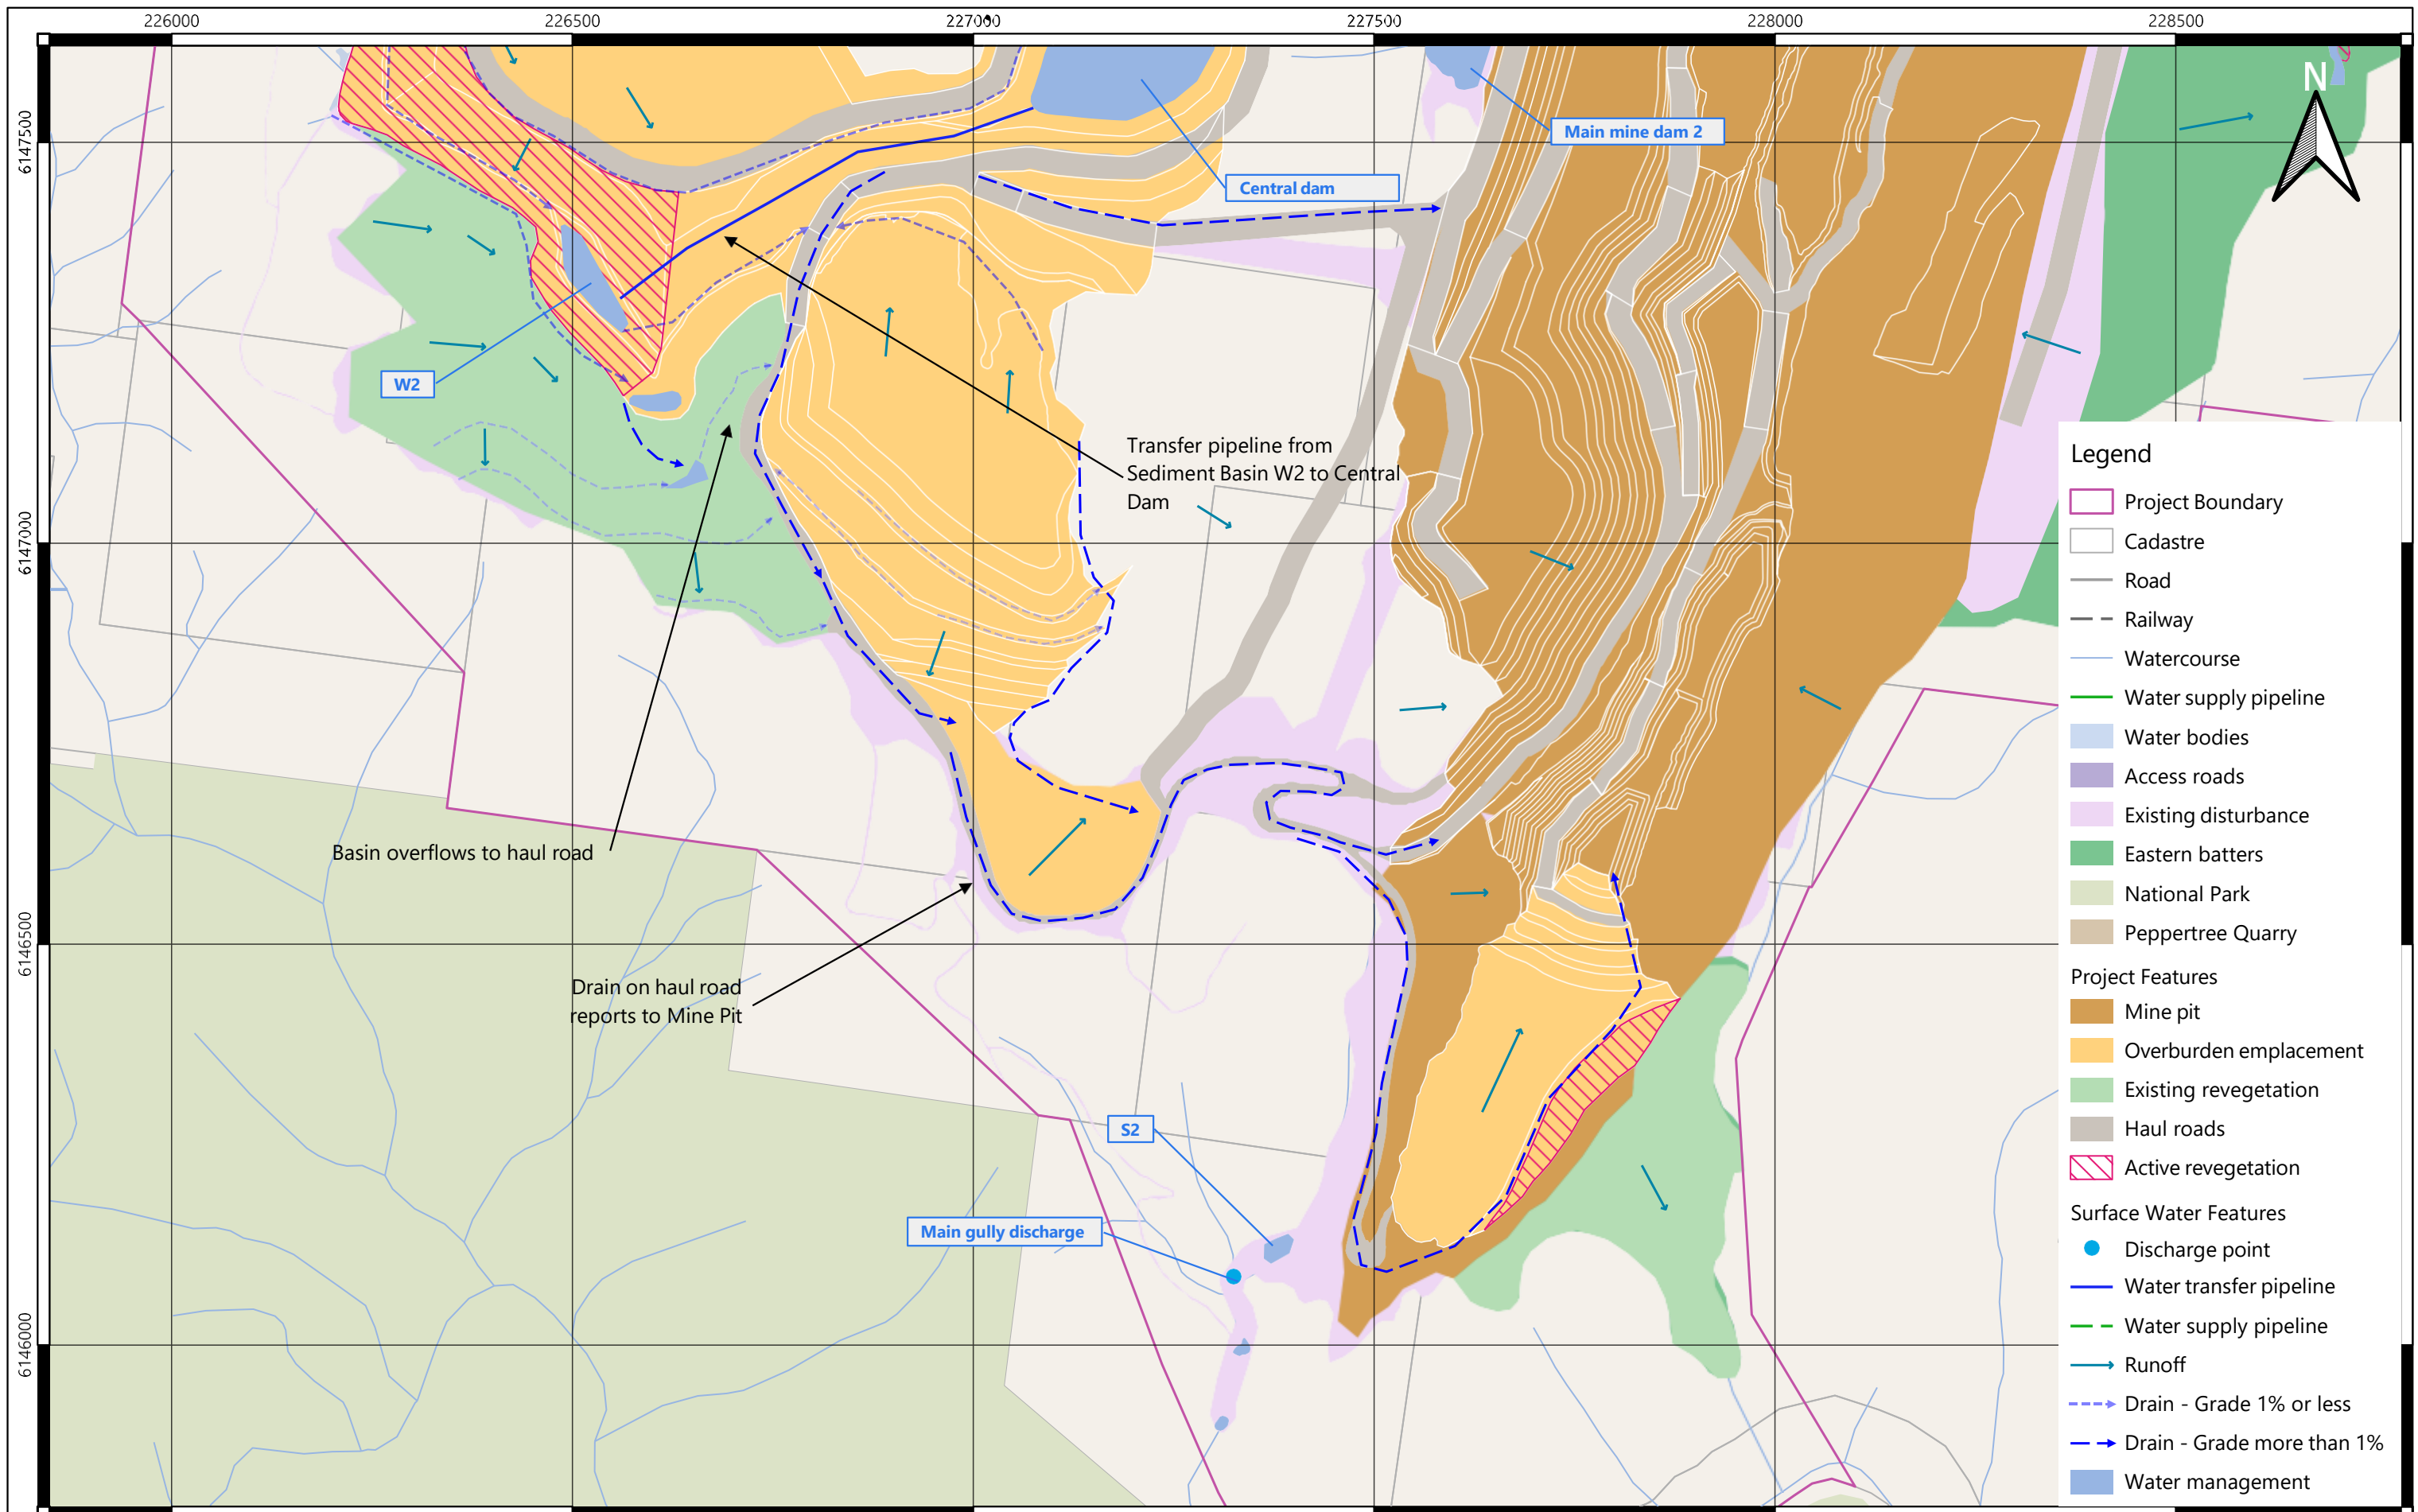 226000
226500
227000
227500
228000
228500
6147500
6147000
6146500
6146000
N
Main mine dam 2
Central dam
W2
Transfer pipeline from
Sediment Basin W2 to Central
Dam
Basin overflows to haul road
Drain on haul road
reports to Mine Pit
S2
Main gully discharge
Legend
Project Boundary
Cadastre
Road
Railway
Watercourse
Water supply pipeline
Water bodies
Access roads
Existing disturbance
Eastern batters
National Park
Peppertree Quarry
Project Features
Mine pit
Overburden emplacement
Existing revegetation
Haul roads
Active revegetation
Surface Water Features
Discharge point
Water transfer pipeline
Water supply pipeline
Runoff
Drain - Grade 1% or less
Drain - Grade more than 1%
Water management